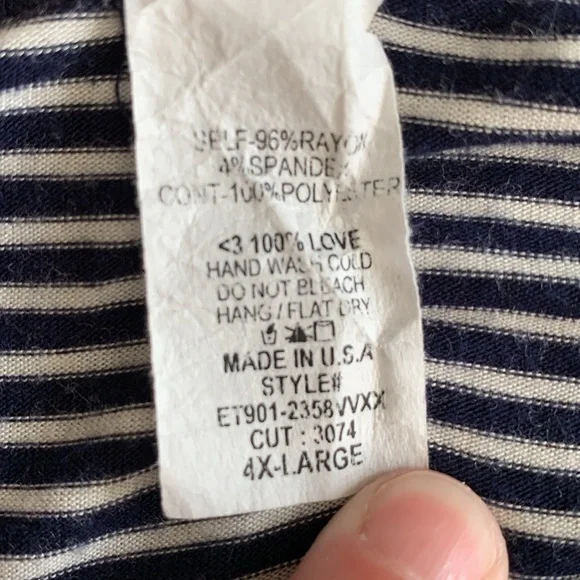 SELF-96%RAYON
4%SPANDEX
CONT-100%POLYESTER
<3 100% LOVE
HAND WASH COLD
DO NOT BLEACH
HANG / FLAT DRY
MADE IN U.S.A
STYLE#
ET901-2358VVXX
CUT : 3074
4X-LARGE